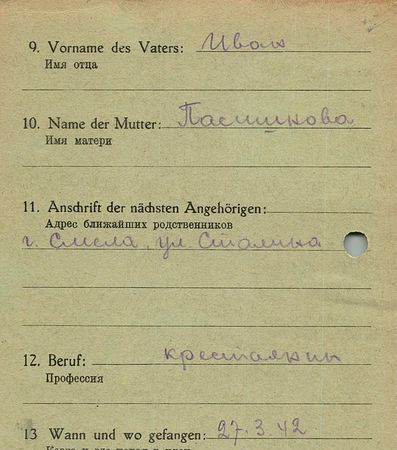 9. Vorname des Vaters: Иван
Имя отца
10. Name der Mutter: Пасишкова
Имя матери
11. Anschrift der nächsten Angehörigen:
Адрес ближайших родственников
г. Смела, ул Сталина
12. Beruf: крестьянин
Профессия
13 Wann und wo gefangen: 27.3.42